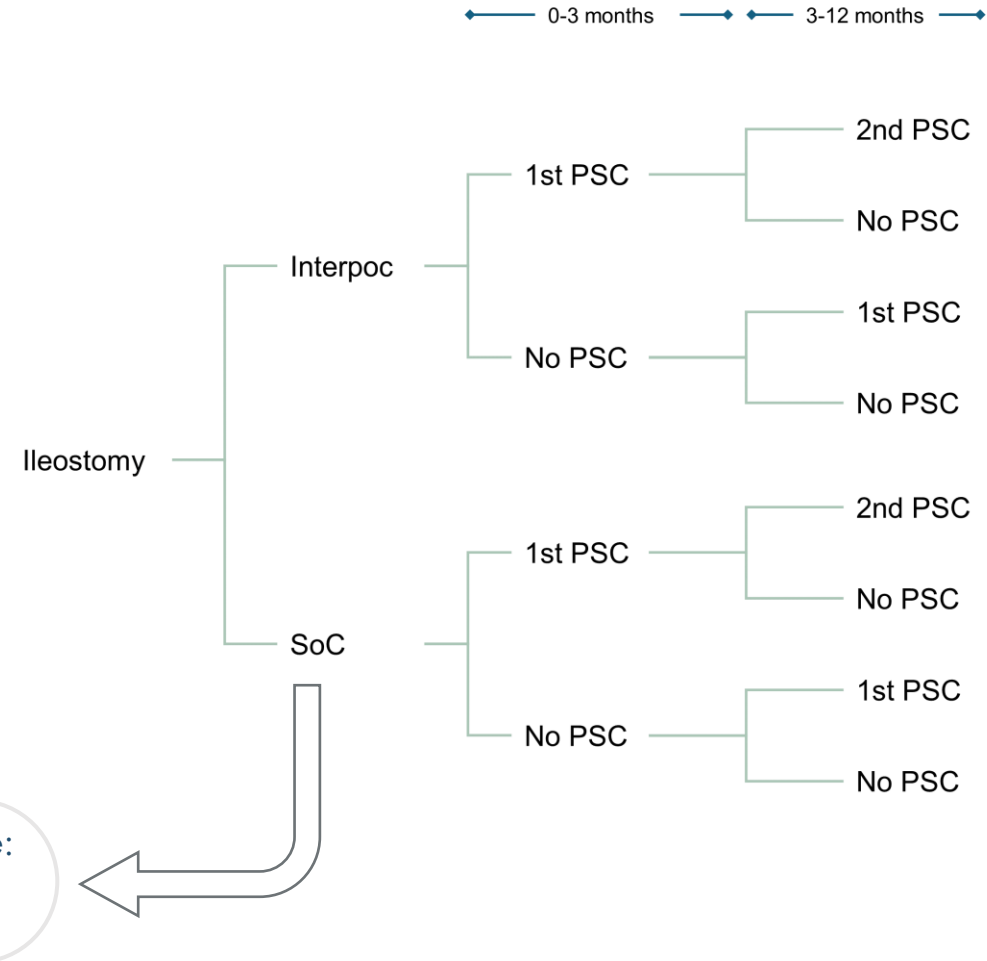 0-3 months
3-12 months
2nd PSC
1st PSC
No PSC
Interpoc
1st PSC
No PSC
No PSC
Ileostomy
2nd PSC
1st PSC
No PSC
SoC
1st PSC
No PSC
No PSC